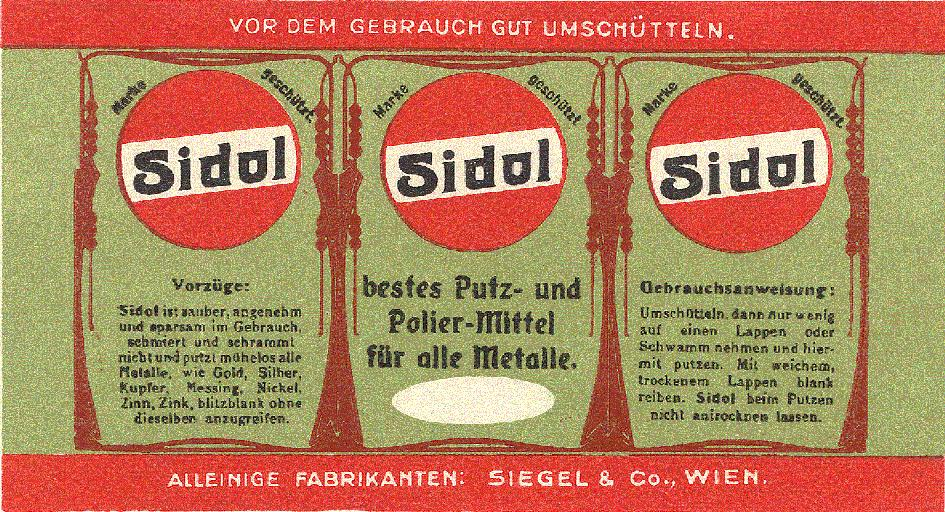 VOR DEM GEBRAUCH GUT UMSCHÜTTELN.
Marke geschützt.
Sidol
Vorzüge:
Sidol ist sauber, angenehm
und sparsam im Gebrauch,
schmiert und schrammt
nicht und putzt mühelos alle
Metalle, wie Gold, Silber,
Kupfer, Messing, Nickel,
Zinn, Zink, blitzblank ohne
dieselben anzugreifen.
Marke geschützt
Sidol
bestes Putz- und
Polier-Mittel
für alle Metalle.
Marke geschützt.
Sidol
Gebrauchsanweisung:
Umschütteln, dann nur wenig
auf einen Lappen oder
Schwamm nehmen und hier-
mit putzen. Mit weichem,
trockenem Lappen blank
reiben. Sidol beim Putzen
nicht antrocknen lassen.
ALLEINIGE FABRIKANTEN: SIEGEL & Co., WIEN.